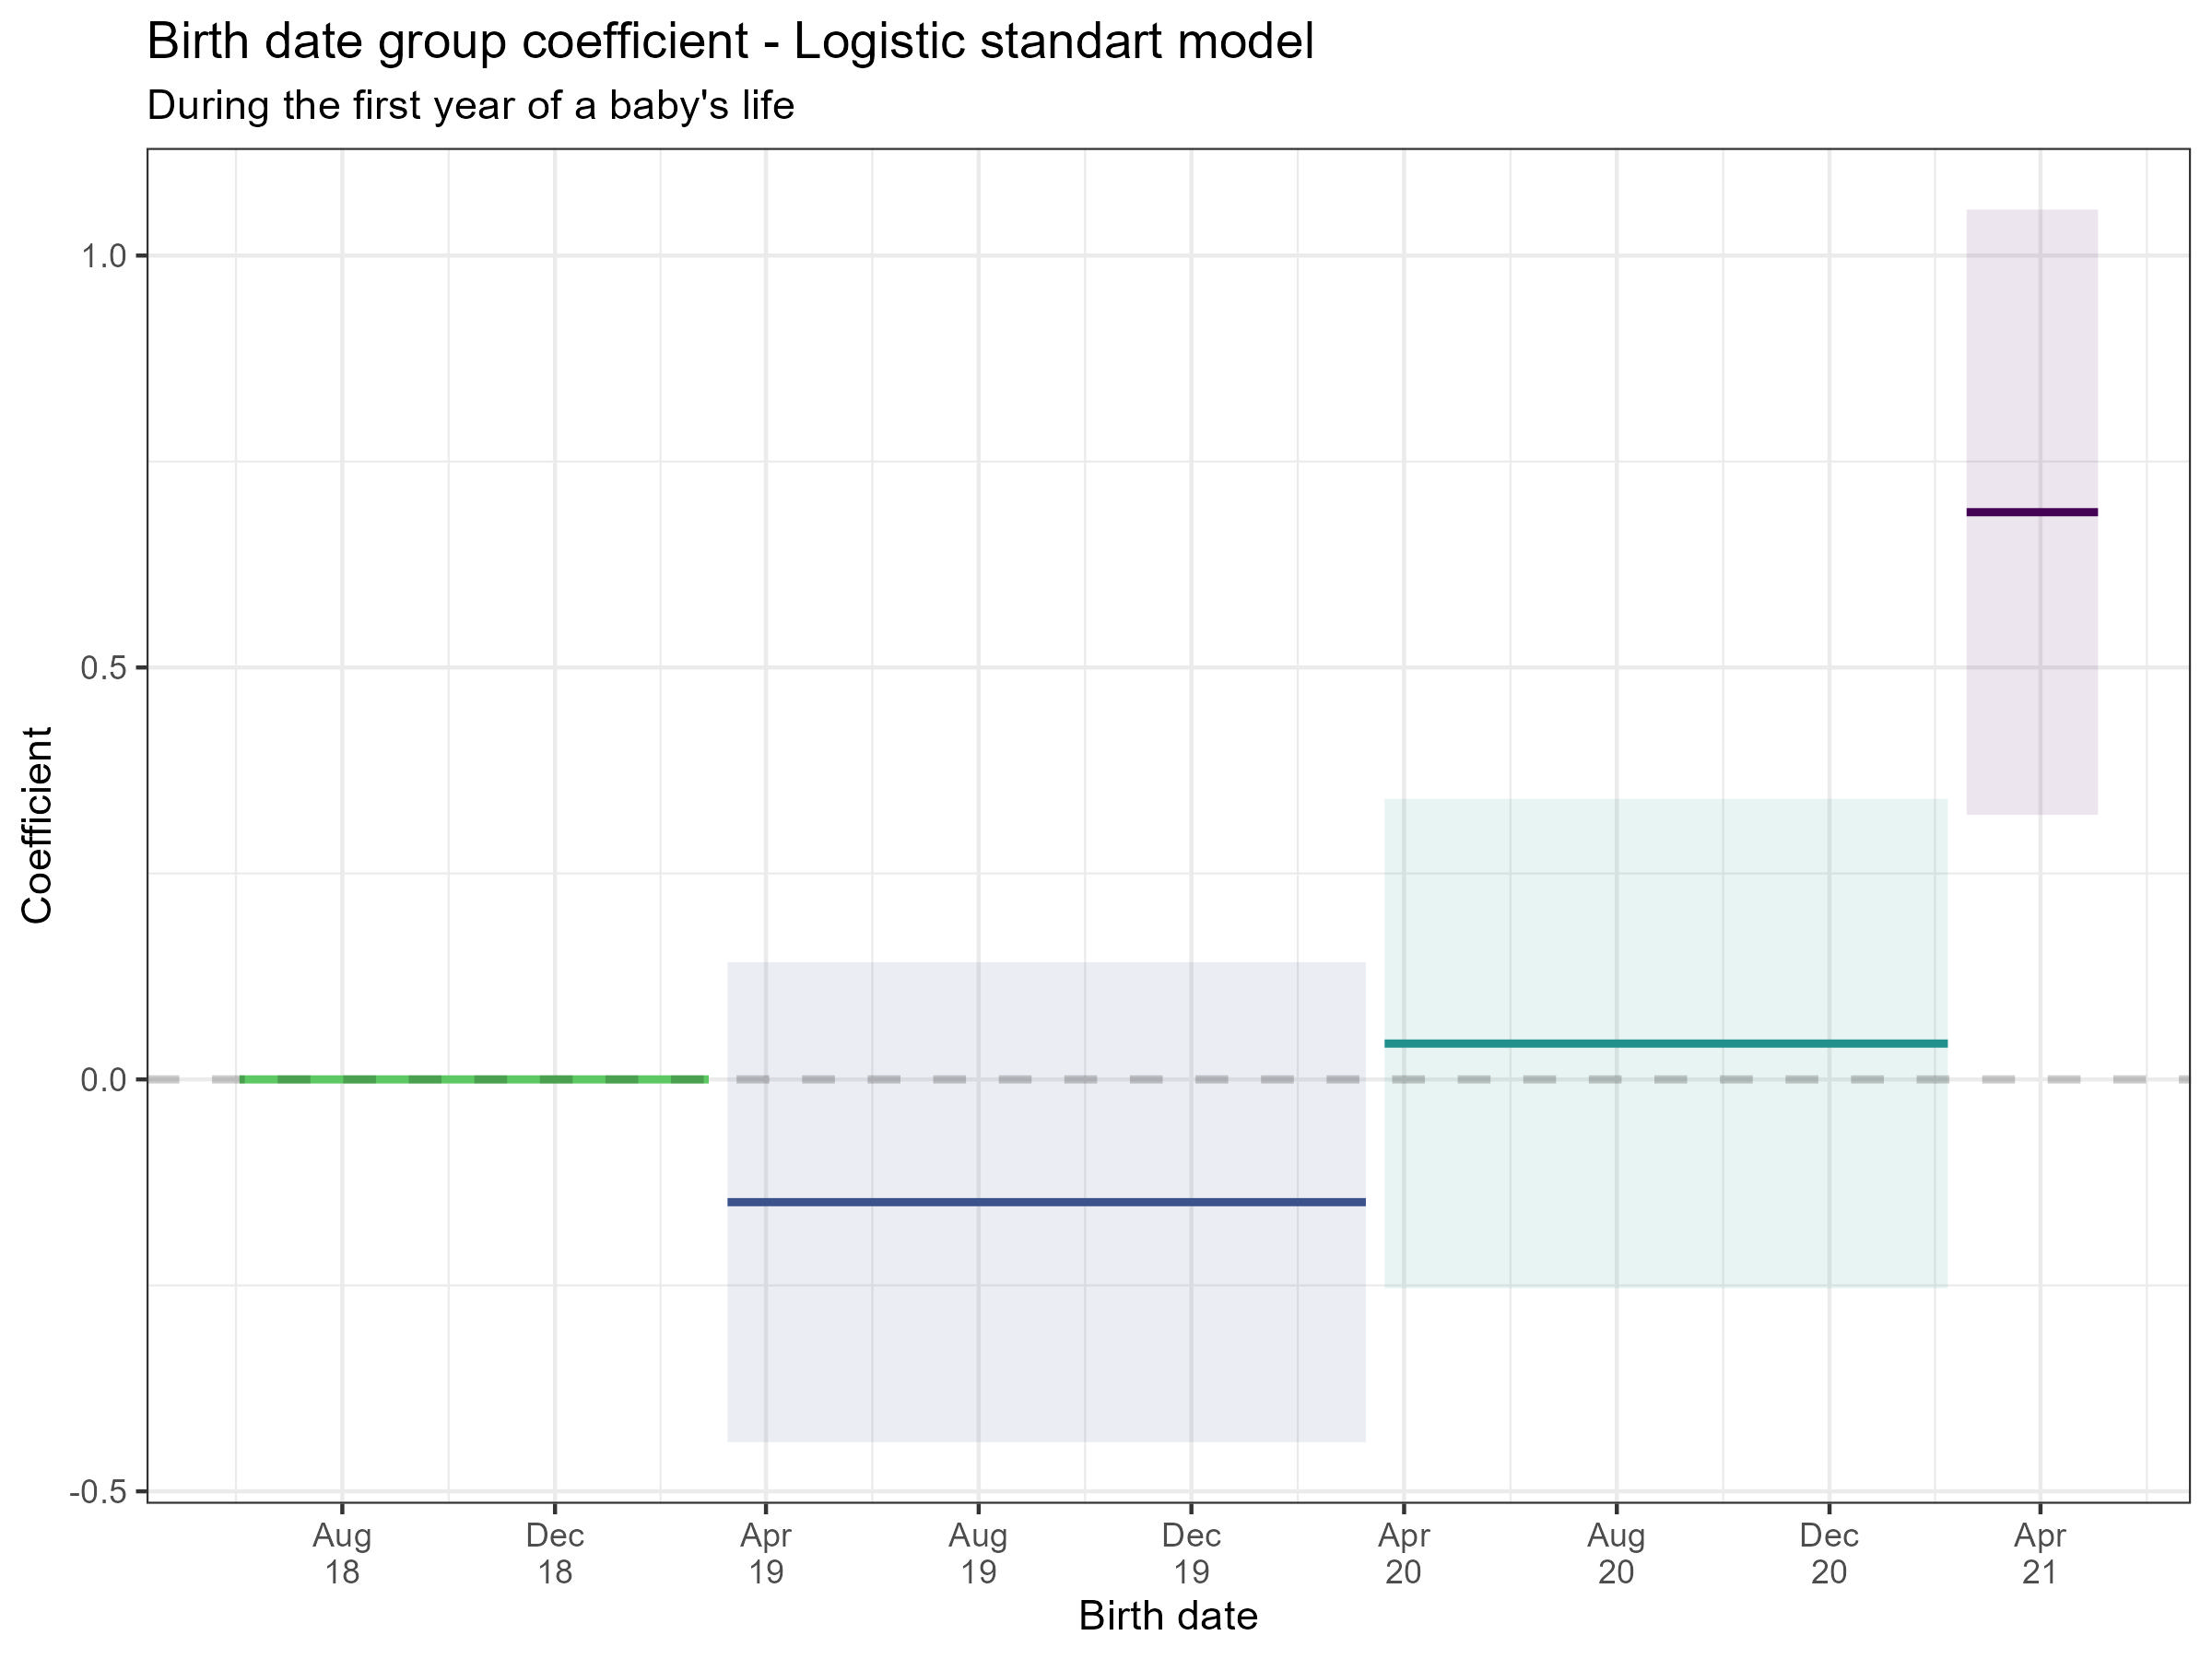 Birth date group coefficient - Logistic standart model
During the first year of a baby's life
1.0
0.5
0.0
-0.5
Coefficient
Aug Dec Apr Aug Dec Apr Aug Dec Apr
18 18 19 19 19 20 20 20 21
Birth date